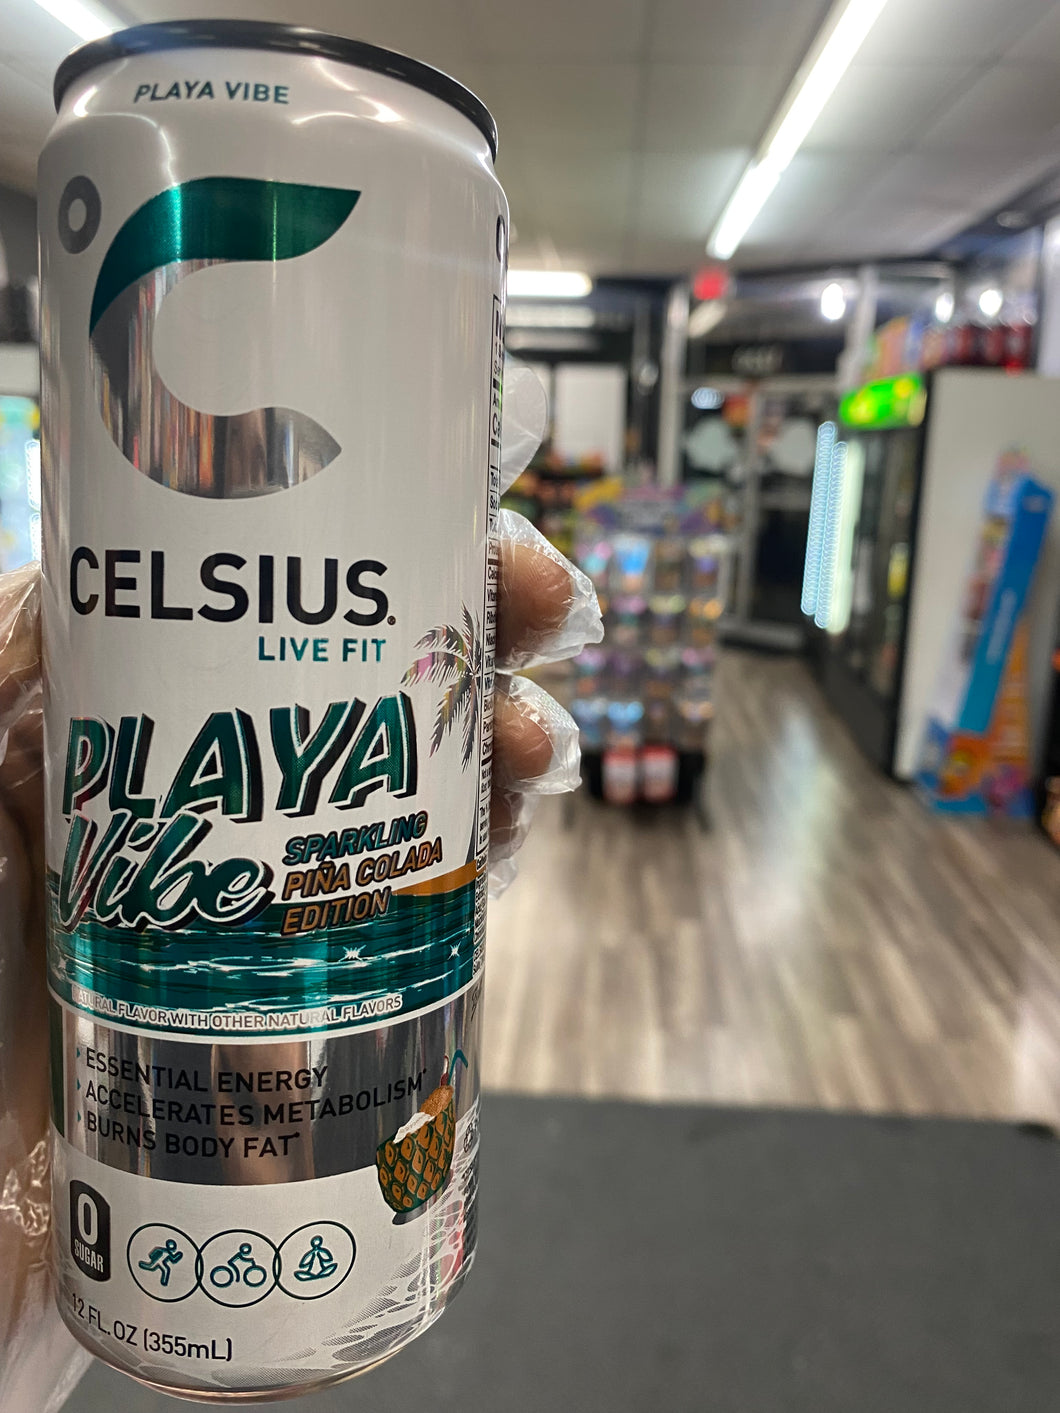 PLAYA VIBE
CELSIUS®
LIVE FIT
PLAYA
Vibe
SPARKLING
PIÑA COLADA
EDITION
NATURAL FLAVOR WITH OTHER NATURAL FLAVORS
ESSENTIAL ENERGY
ACCELERATES METABOLISM*
BURNS BODY FAT*
0
SUGAR
12 FL. OZ (355mL)